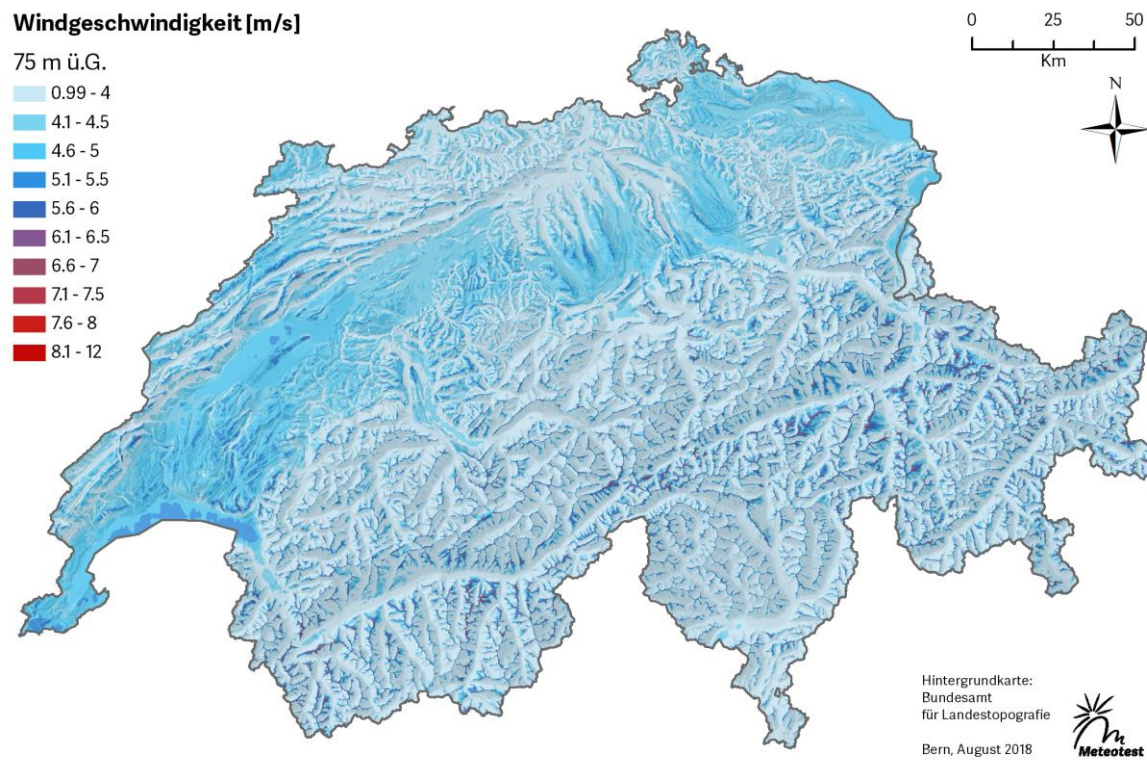 Windgeschwindigkeit [m/s]
75 m ü.G.
0.99 - 4
4.1 - 4.5
4.6 - 5
5.1 - 5.5
5.6 - 6
6.1 - 6.5
6.6 - 7
7.1 - 7.5
7.6 - 8
8.1 - 12
0 25 50
Km
N
Hintergrundkarte:
Bundesamt
für Landestopografie
Bern, August 2018
Meteotest